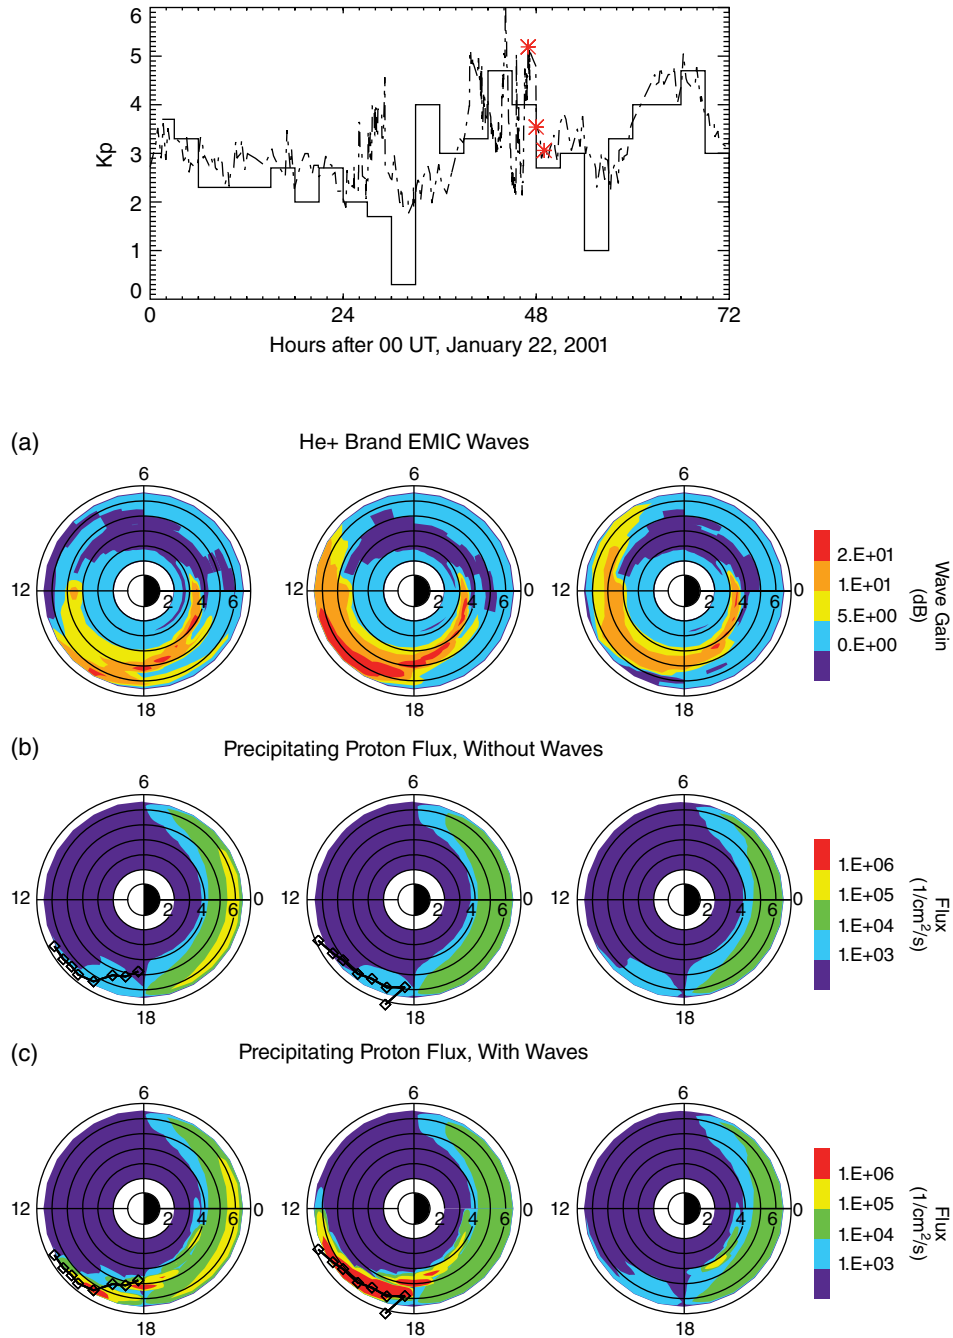 6
5
4
3
2
1
0
Kp
0 24 48 72
Hours after 00 UT, January 22, 2001
(a)
He+ Brand EMIC Waves
6 6 6
12 2 4 6 0 12 2 4 6 0 12 2 4 6 0
18 18 18
2.E+01
1.E+01
5.E+00
0.E+00
Wave Gain
(dB)
(b)
Precipitating Proton Flux, Without Waves
6 6 6
12 2 4 6 0 12 2 4 6 0 12 2 4 6 0
18 18 18
1.E+06
1.E+05
1.E+04
1.E+03
Flux
(1/cm²/s)
(c)
Precipitating Proton Flux, With Waves
6 6 6
12 2 4 6 0 12 2 4 6 0 12 2 4 6 0
18 18 18
1.E+06
1.E+05
1.E+04
1.E+03
Flux
(1/cm²/s)